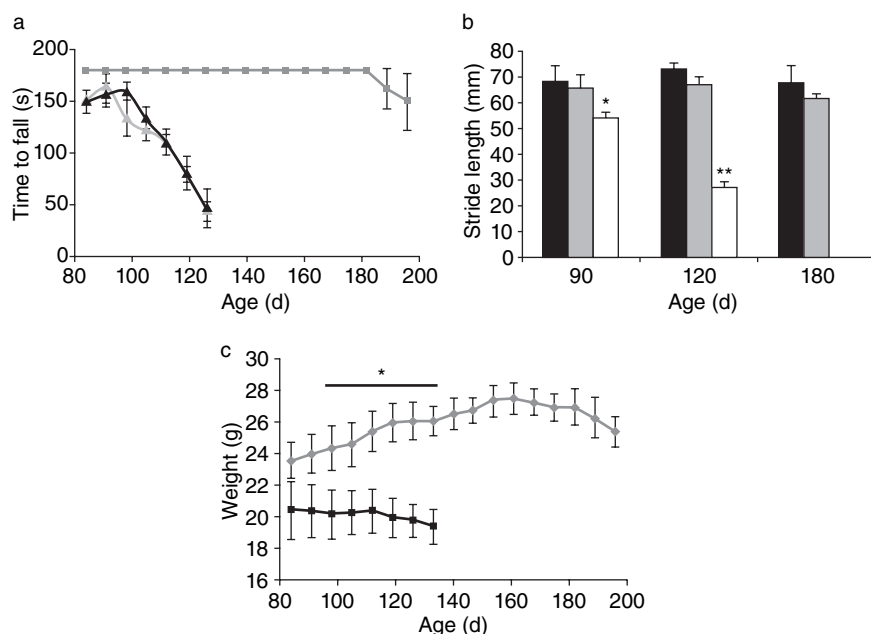 a
200
150
100
50
0
Time to fall (s)
80 100 120 140 160 180 200
Age (d)
b
80
70
60
50
40
30
20
10
0
Stride length (mm)
*
**
90 120 180
Age (d)
c
30
28
26
24
22
20
18
16
Weight (g)
*
80 100 120 140 160 180 200
Age (d)